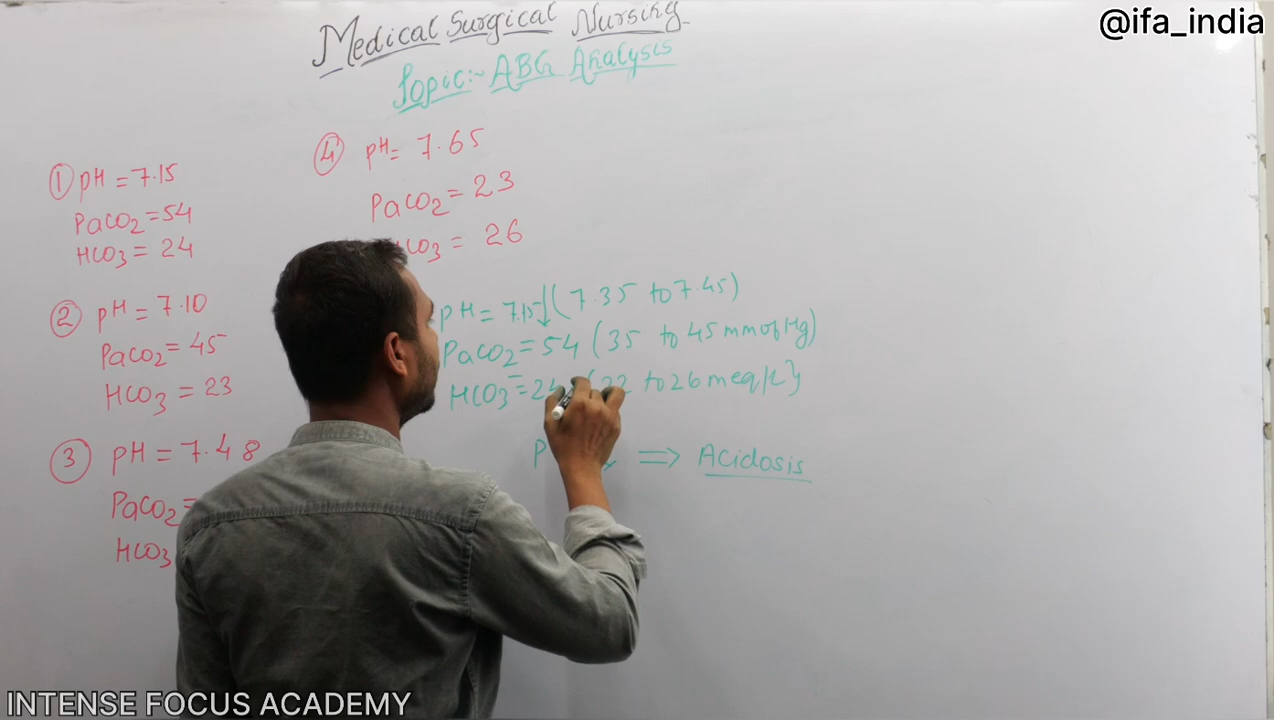 @ifa_india
Medical Surgical Nursing
Topic:- ABG Analysis
① pH = 7.15
PaCO2 = 54
HCO3 = 24
② pH = 7.10
PaCO2 = 45
HCO3 = 23
③ pH = 7.48
PaCO2 =
HCO3
④ pH = 7.65
PaCO2 = 23
HCO3 = 26
pH = 7.15↓ (7.35 to 7.45)
PaCO2 = 54 (35 to 45 mm of Hg)
HCO3⁻ = 24 (22 to 26 meq/L}
P ⇒ Acidosis
INTENSE FOCUS ACADEMY